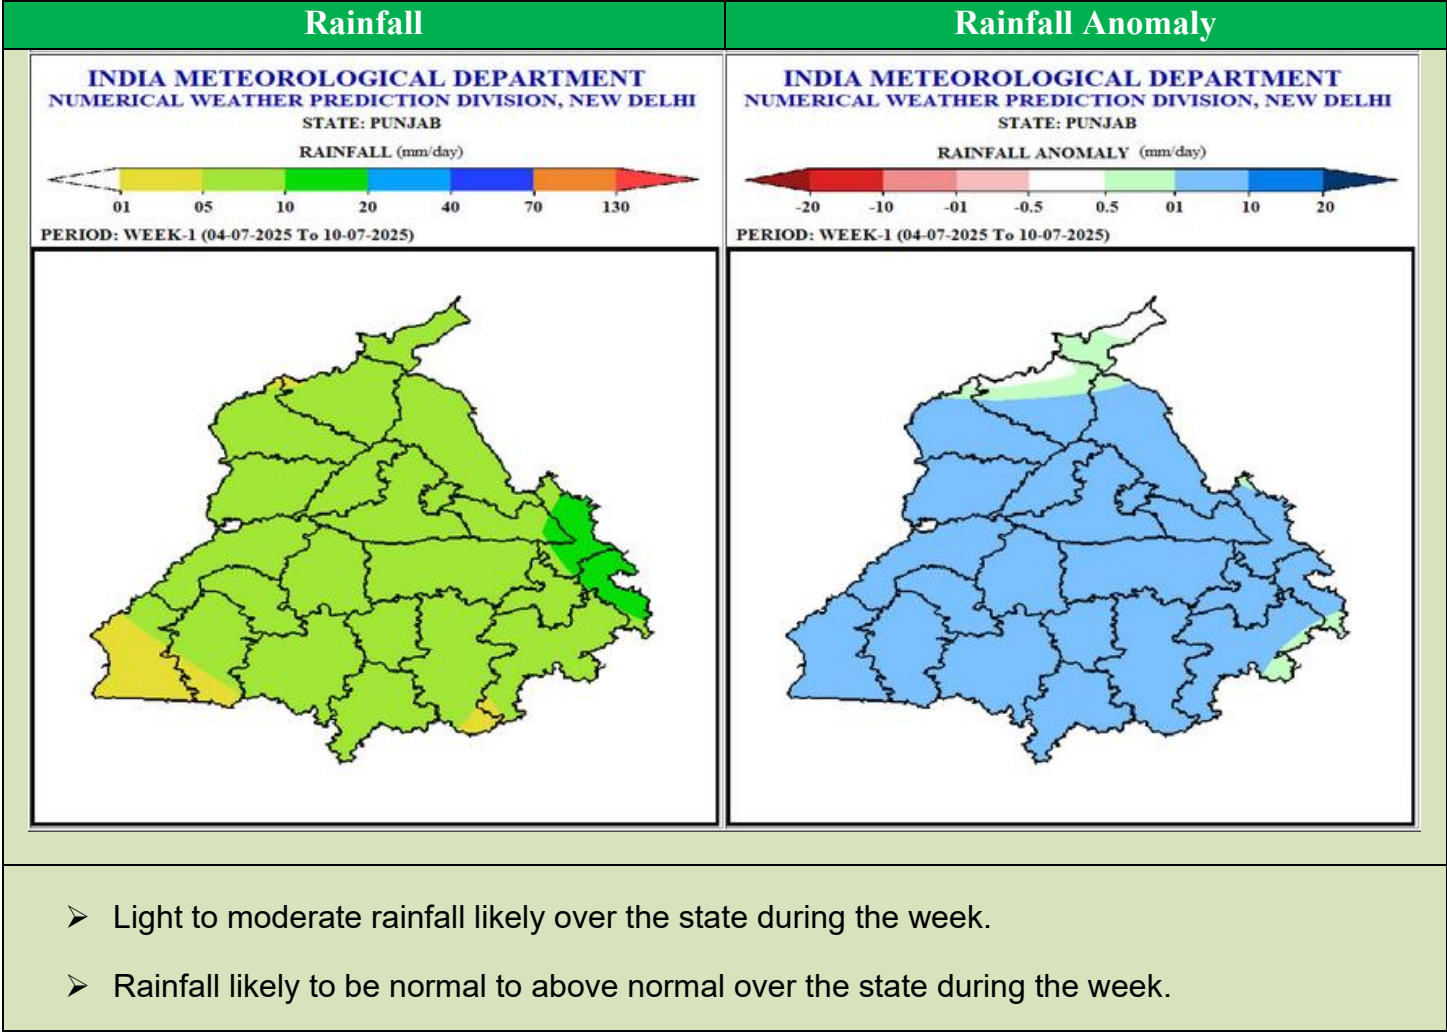 Rainfall
Rainfall Anomaly
INDIA METEOROLOGICAL DEPARTMENT
NUMERICAL WEATHER PREDICTION DIVISION, NEW DELHI
STATE: PUNJAB
RAINFALL (mm/day)
01 05 10 20 40 70 130
PERIOD: WEEK-1 (04-07-2025 To 10-07-2025)
INDIA METEOROLOGICAL DEPARTMENT
NUMERICAL WEATHER PREDICTION DIVISION, NEW DELHI
STATE: PUNJAB
RAINFALL ANOMALY (mm/day)
-20 -10 -01 -0.5 0.5 01 10 20
PERIOD: WEEK-1 (04-07-2025 To 10-07-2025)
➢ Light to moderate rainfall likely over the state during the week.
➢ Rainfall likely to be normal to above normal over the state during the week.